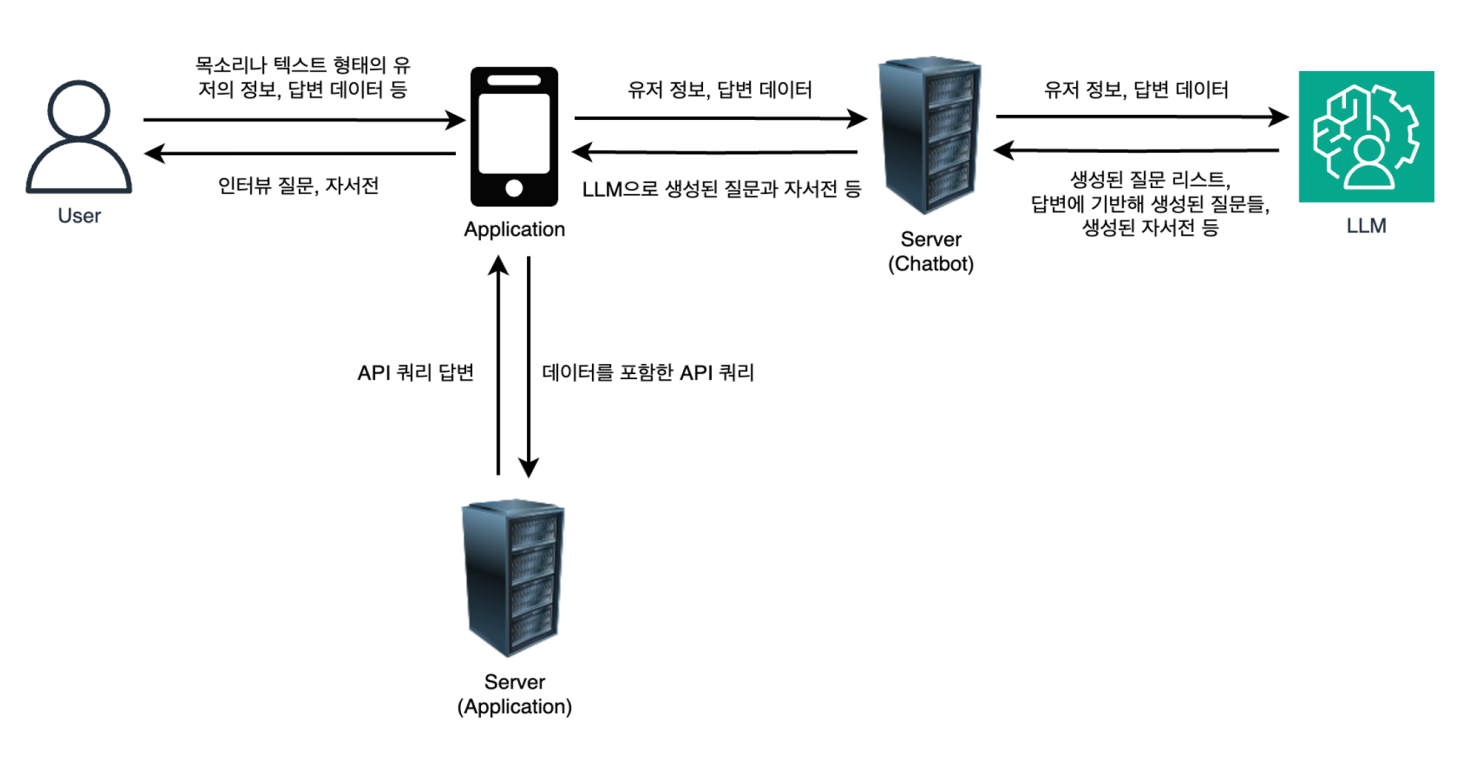 목소리나 텍스트 형태의 유
저의 정보, 답변 데이터 등
인터뷰 질문, 자서전
User
Application
유저 정보, 답변 데이터
LLM으로 생성된 질문과 자서전 등
Server
(Chatbot)
유저 정보, 답변 데이터
생성된 질문 리스트,
답변에 기반해 생성된 질문들,
생성된 자서전 등
LLM
API 쿼리 답변
데이터를 포함한 API 쿼리
Server
(Application)